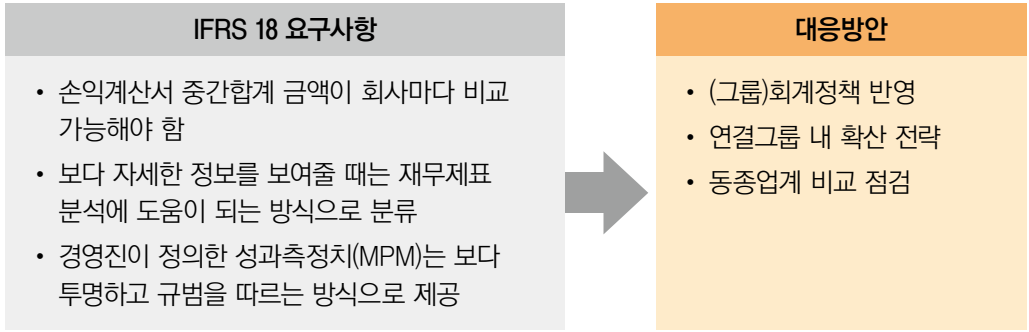 IFRS 18 요구사항
• 손익계산서 중간합계 금액이 회사마다 비교
가능해야 함
• 보다 자세한 정보를 보여줄 때는 재무제표
분석에 도움이 되는 방식으로 분류
• 경영진이 정의한 성과측정치(MPM)는 보다
투명하고 규범을 따르는 방식으로 제공
대응방안
• (그룹)회계정책 반영
• 연결그룹 내 확산 전략
• 동종업계 비교 점검